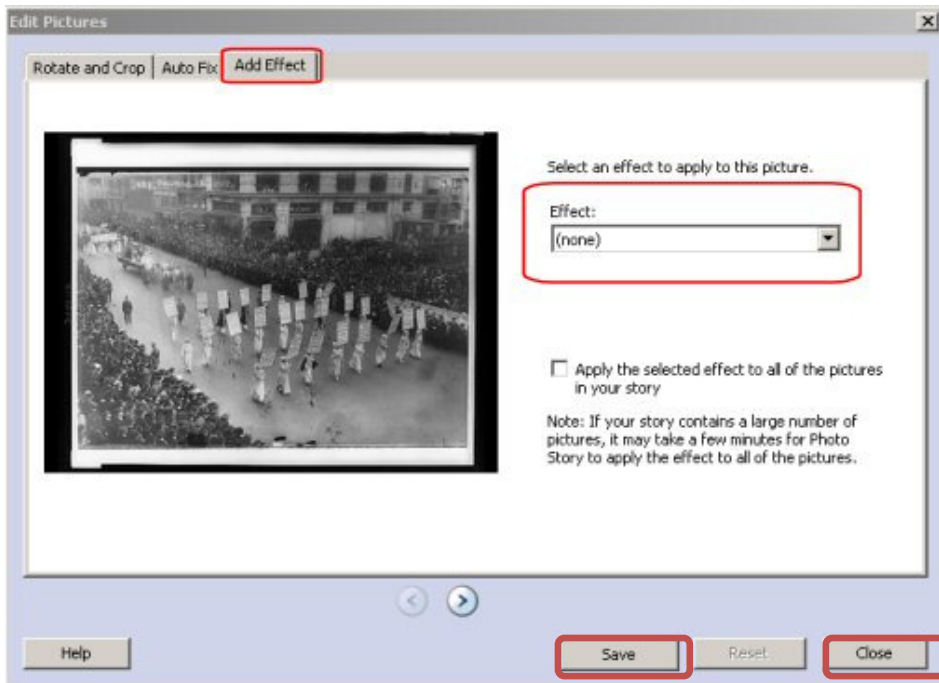 Edit Pictures
Rotate and Crop
Auto Fix
Add Effect
Select an effect to apply to this picture.
Effect:
(none)
Apply the selected effect to all of the pictures
in your story
Note: If your story contains a large number of
pictures, it may take a few minutes for Photo
Story to apply the effect to all of the pictures.
Help
Save
Reset
Close